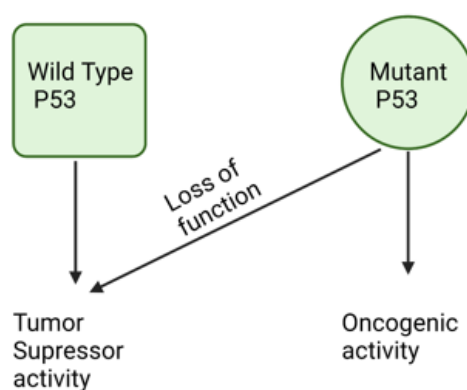 Wild Type
P53
Mutant
P53
Loss of
function
Tumor
Supressor
activity
Oncogenic
activity